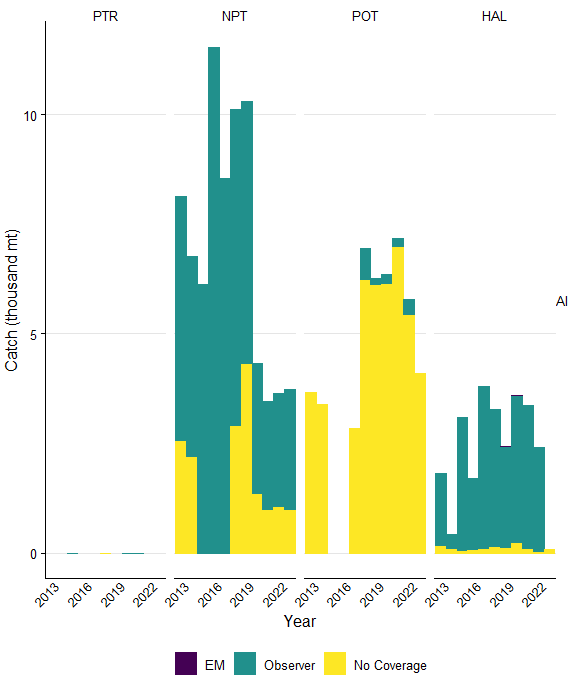 PTR NPT POT HAL
10
5
0
Catch (thousand mt)
AI
2013 2016 2019 2022 2013 2016 2019 2022 2013 2016 2019 2022 2013 2016 2019 2022
Year
EM Observer No Coverage